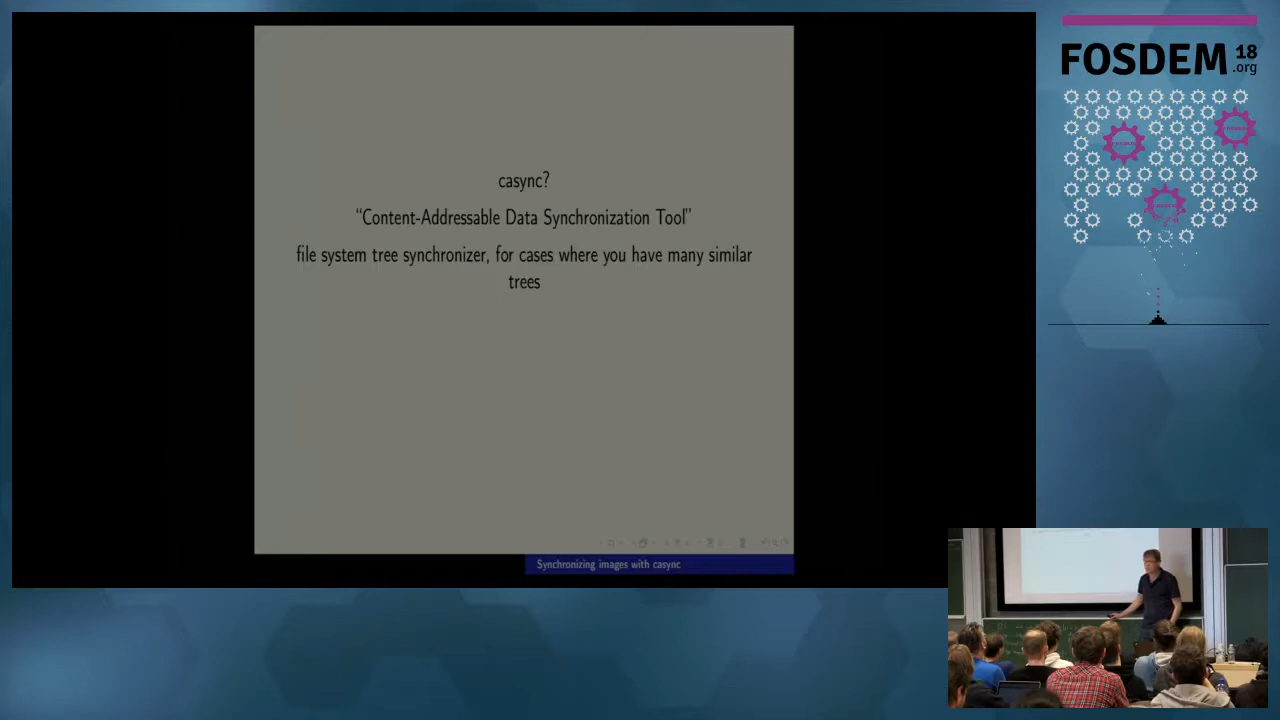 casync?
“Content-Addressable Data Synchronization Tool”
file system tree synchronizer, for cases where you have many similar
trees
Synchronizing images with casync
FOSDEM 18
.org